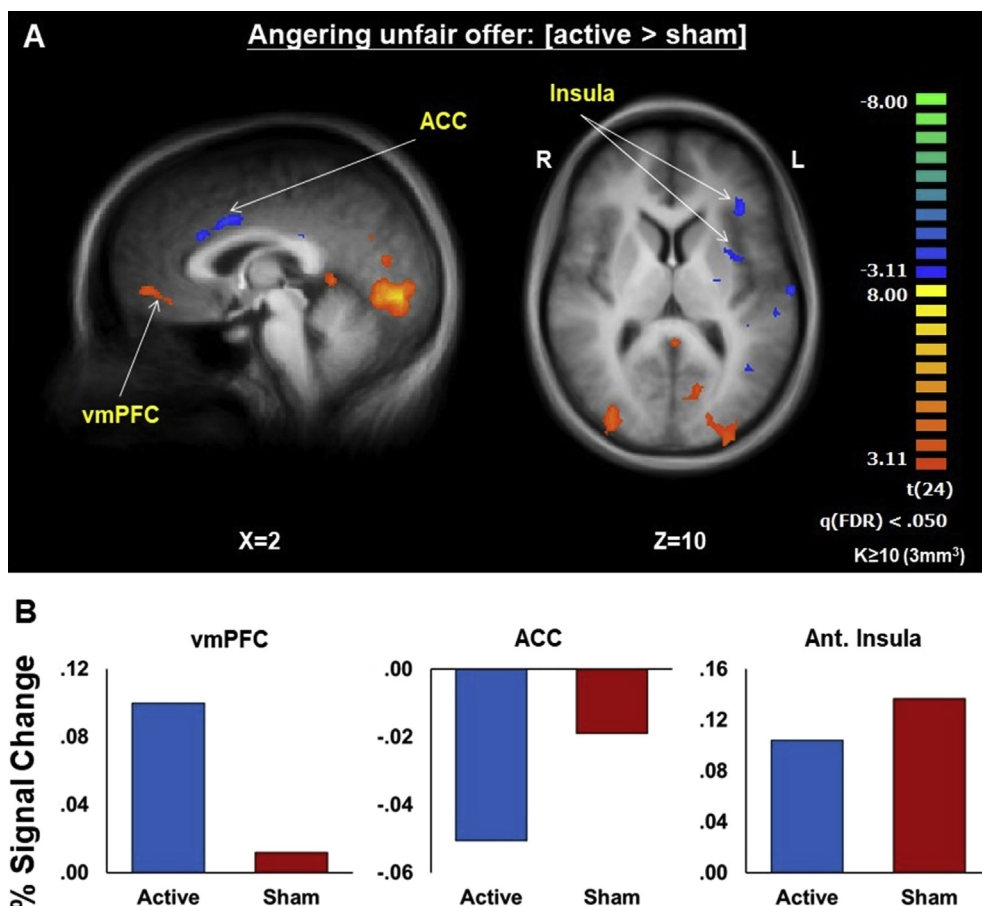 A
Angering unfair offer: [active > sham]
ACC
Insula
R
L
vmPFC
-8.00
-3.11
8.00
3.11
t(24)
q(FDR) < .050
K≥10 (3mm³)
X=2
Z=10
B
% Signal Change
vmPFC
.12
.08
.04
.00
Active
Sham
ACC
.00
-.02
-.04
-.06
Active
Sham
Ant. Insula
.16
.12
.08
.04
.00
Active
Sham